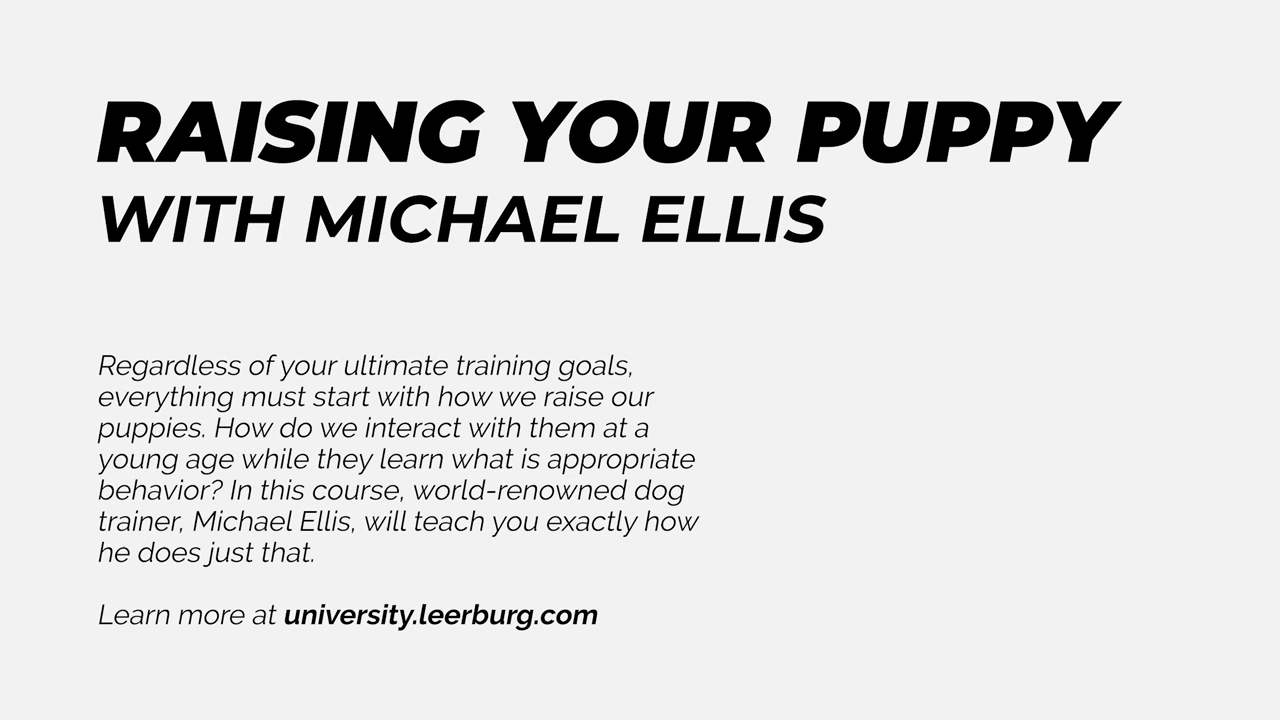 RAISING YOUR PUPPY
WITH MICHAEL ELLIS
Regardless of your ultimate training goals,
everything must start with how we raise our
puppies. How do we interact with them at a
young age while they learn what is appropriate
behavior? In this course, world-renowned dog
trainer, Michael Ellis, will teach you exactly how
he does just that.
Learn more at university.leerburg.com